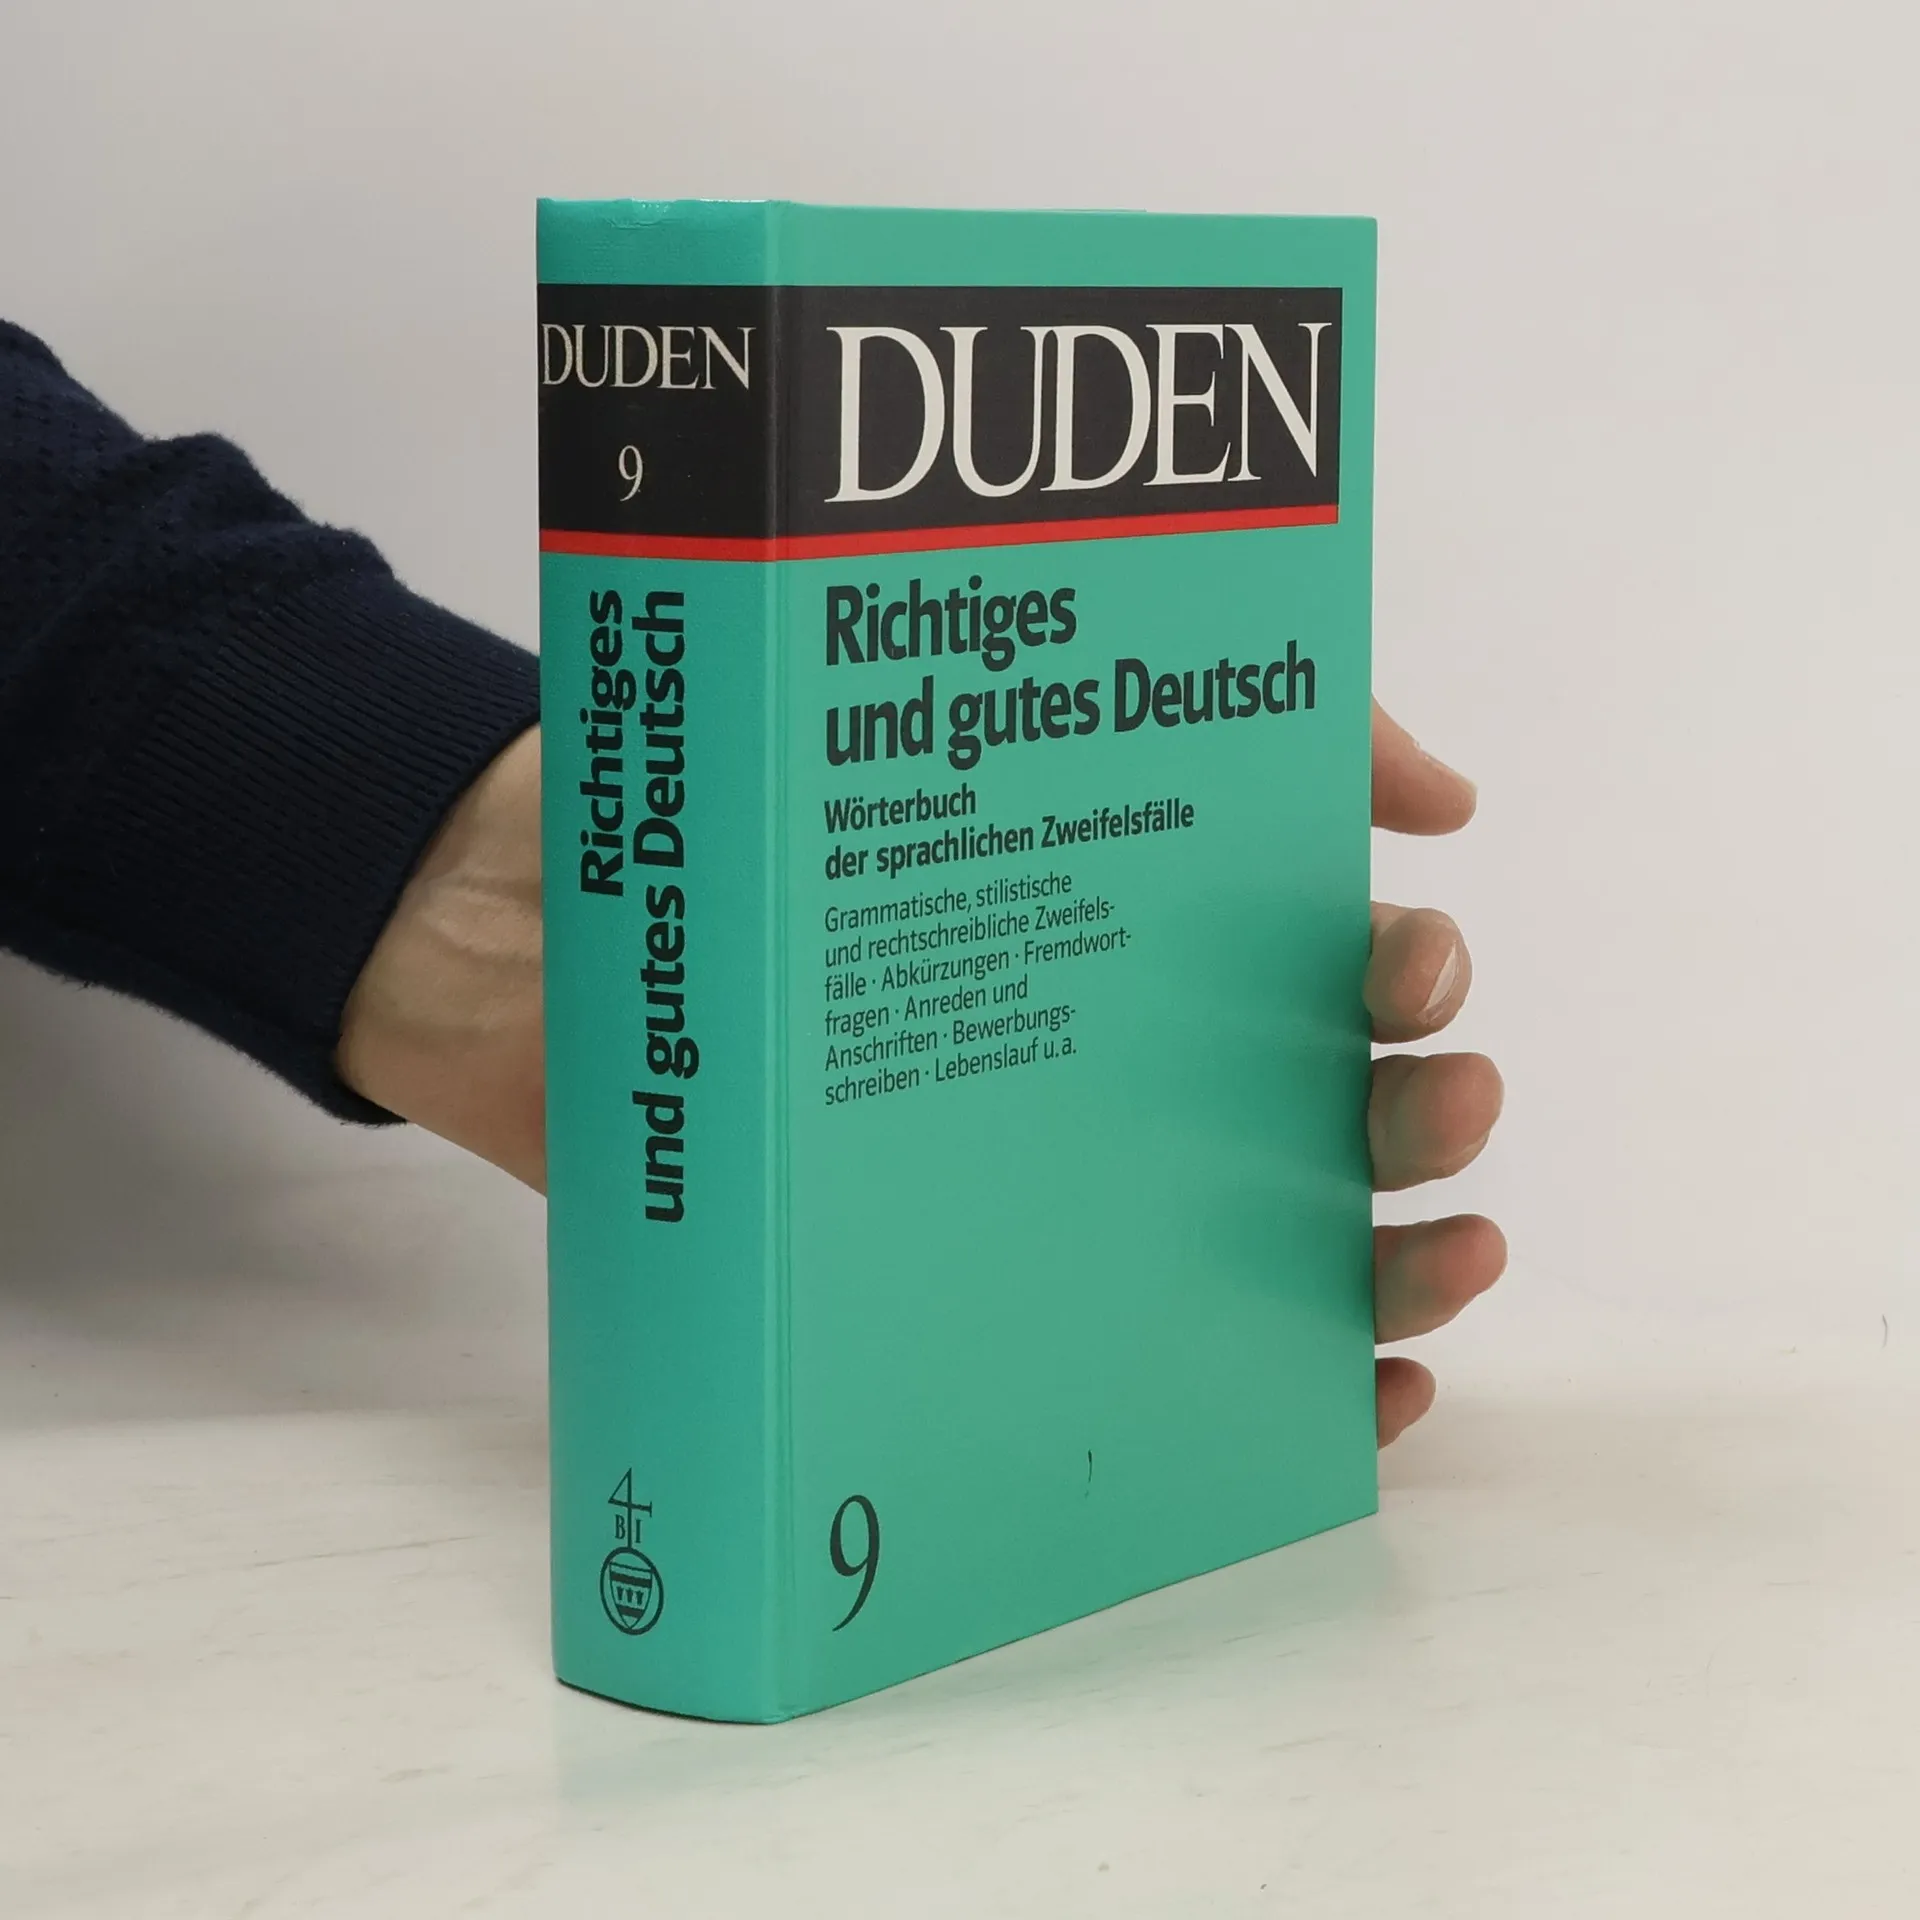 DUDEN
9
Richtiges
und gutes Deutsch
4
B I
DUDEN
Richtiges
und gutes Deutsch
Wörterbuch
der sprachlichen Zweifelsfälle
Grammatische, stilistische
und rechtschreibliche Zweifels-
fälle · Abkürzungen · Fremdwort-
fragen · Anreden und
Anschriften · Bewerbungs-
schreiben · Lebenslauf u. a.
9